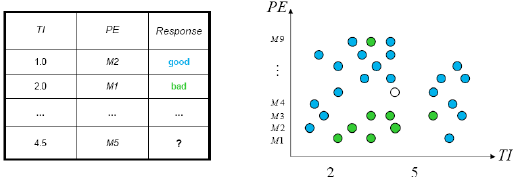 TI PE Response
1.0 M2 good
2.0 M1 bad
... ... ...
4.5 M5 ?
PE
M9
⋮
M4
M3
M2
M1
TI
2 5